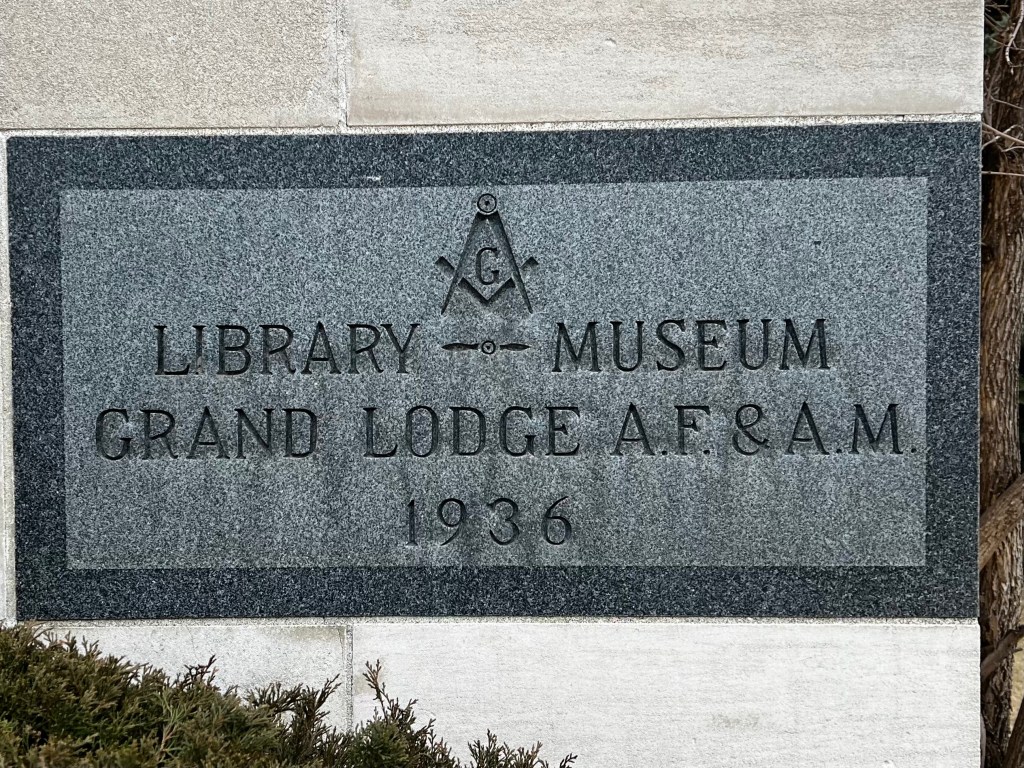 G
LIBRARY MUSEUM
GRAND LODGE A.F. & A.M.
1936